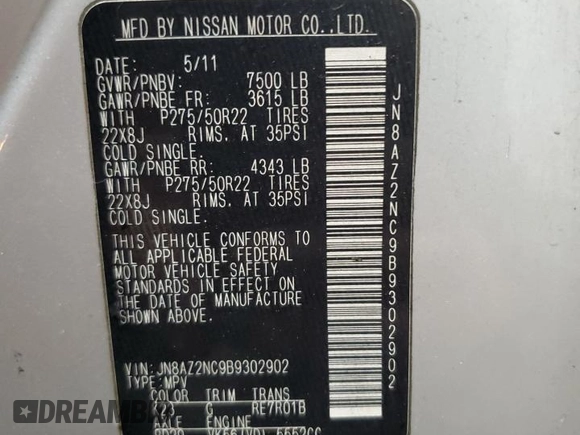 MFD BY NISSAN MOTOR CO.,LTD.
DATE: 5/11
GVWR/PNBV: 7500 LB
GAWR/PNBE FR: 3615 LB
WITH P275/50R22 TIRES
22X8J RIMS. AT 35PSI
COLD SINGLE.
GAWR/PNBE RR: 4343 LB
WITH P275/50R22 TIRES
22X8J RIMS. AT 35PSI
COLD SINGLE.
THIS VEHICLE CONFORMS TO
ALL APPLICABLE FEDERAL
MOTOR VEHICLE SAFETY
STANDARDS IN EFFECT ON
THE DATE OF MANUFACTURE
SHOWN ABOVE.
VIN: JN8AZ2NC9B9302902
TYPE: MPV
COLOR TRIM TRANS
K23 G RE7R01B
AXLE ENGINE
5552CC
JN8AZ2NC9B9302902
DREAMBID